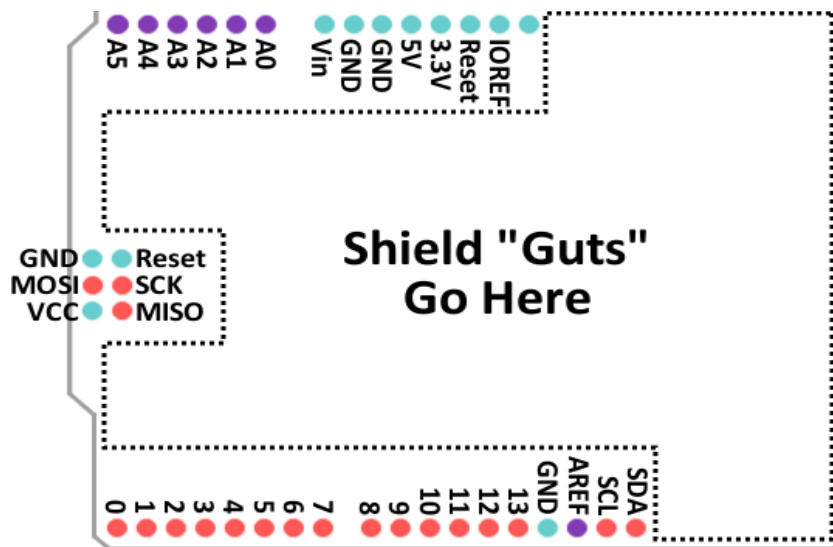 A5 A4 A3 A2 A1 A0 Vin GND GND 5V 3.3V Reset IOREF
Shield "Guts"
Go Here
GND Reset
MOSI SCK
VCC MISO
0 1 2 3 4 5 6 7 8 9 10 11 12 13 GND AREF SCL SDA